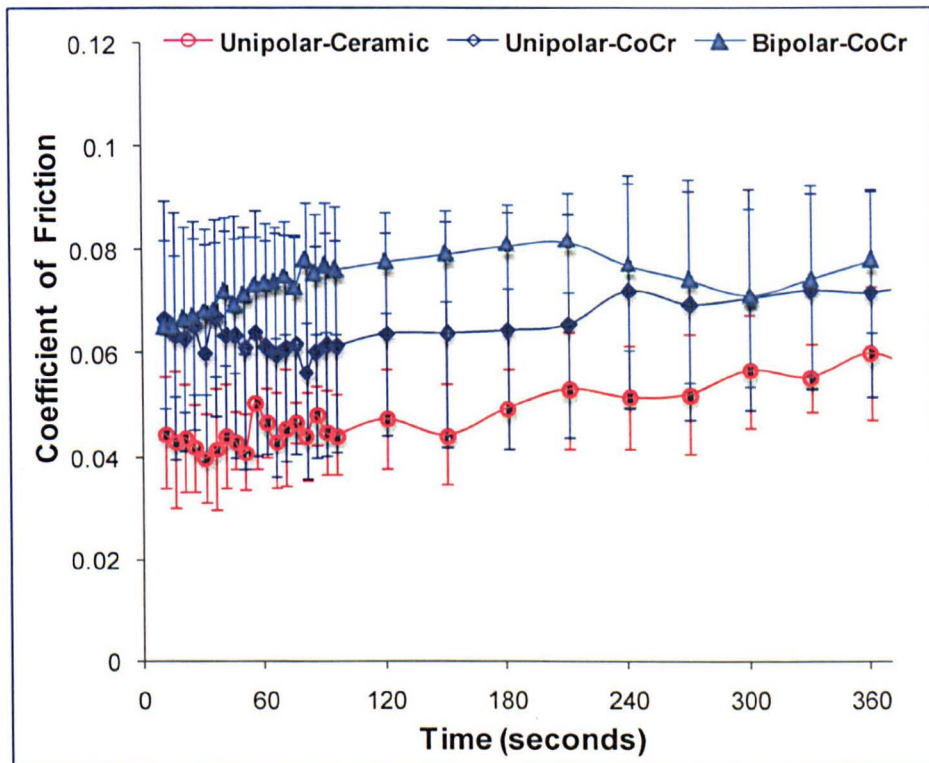 Unipolar-Ceramic Unipolar-CoCr Bipolar-CoCr
0.12
0.1
0.08
0.06
0.04
0.02
0
Coefficient of Friction
0 60 120 180 240 300 360
Time (seconds)